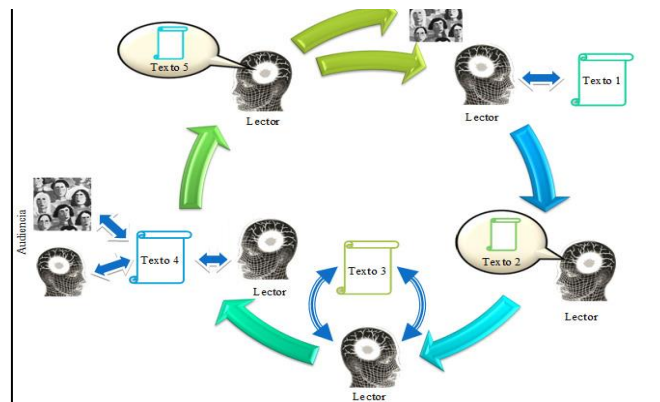 Texto 5
Lector
Lector
Texto 1
Audiencia
Texto 4
Lector
Texto 3
Texto 2
Lector
Lector